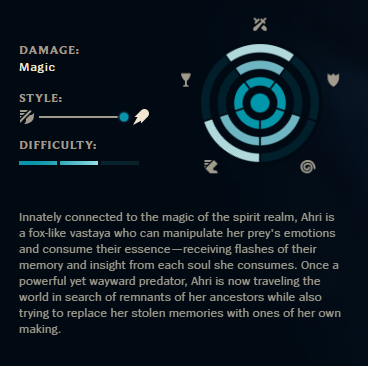 DAMAGE:
Magic
STYLE:
DIFFICULTY:
Innately connected to the magic of the spirit realm, Ahri is
a fox-like vastaya who can manipulate her prey's emotions
and consume their essence—receiving flashes of their
memory and insight from each soul she consumes. Once a
powerful yet wayward predator, Ahri is now traveling the
world in search of remnants of her ancestors while also
trying to replace her stolen memories with ones of her own
making.